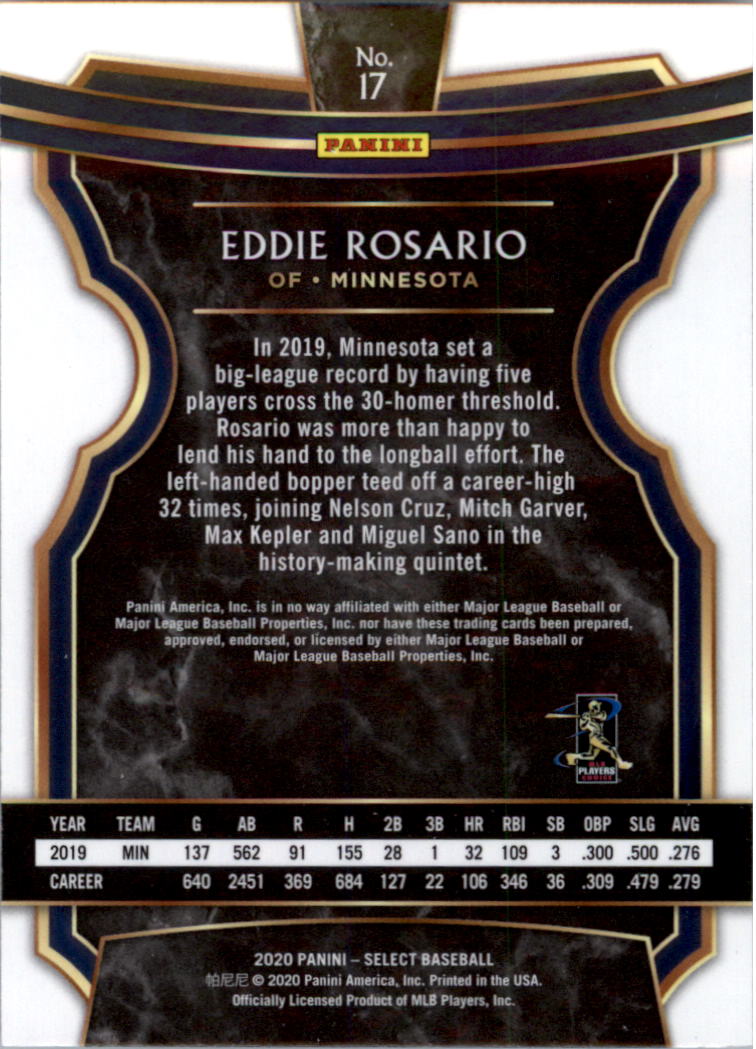 No.
17
PANINI
EDDIE ROSARIO
OF • MINNESOTA
In 2019, Minnesota set a
big-league record by having five
players cross the 30-homer threshold.
Rosario was more than happy to
lend his hand to the longball effort. The
left-handed bopper teed off a career-high
32 times, joining Nelson Cruz, Mitch Garver,
Max Kepler and Miguel Sano in the
history-making quintet.
Panini America, Inc. is in no way affiliated with either Major League Baseball or
Major League Baseball Properties, Inc. nor have these trading cards been prepared,
approved, endorsed, or licensed by either Major League Baseball or
Major League Baseball Properties, Inc.
MLB
PLAYERS
CHOICE
YEAR TEAM G AB R H 2B 3B HR RBI SB OBP SLG AVG
2019 MIN 137 562 91 155 28 1 32 109 3 .300 .500 .276
CAREER 640 2451 369 684 127 22 106 346 36 .309 .479 .279
2020 PANINI – SELECT BASEBALL
帕尼尼 © 2020 Panini America, Inc. Printed in the USA.
Officially Licensed Product of MLB Players, Inc.